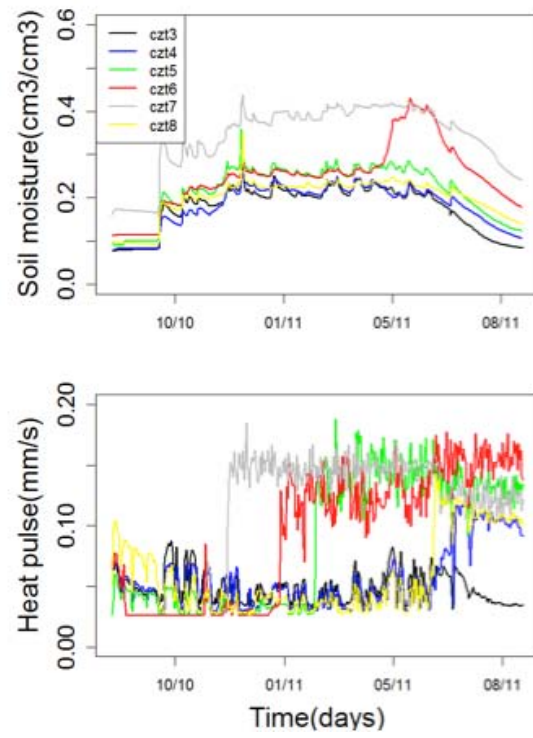 Soil moisture(cm3/cm3)
0.6
0.4
0.2
0.0
czt3
czt4
czt5
czt6
czt7
czt8
10/10
01/11
05/11
08/11
Heat pulse(mm/s)
0.20
0.10
0.00
10/10
01/11
05/11
08/11
Time(days)